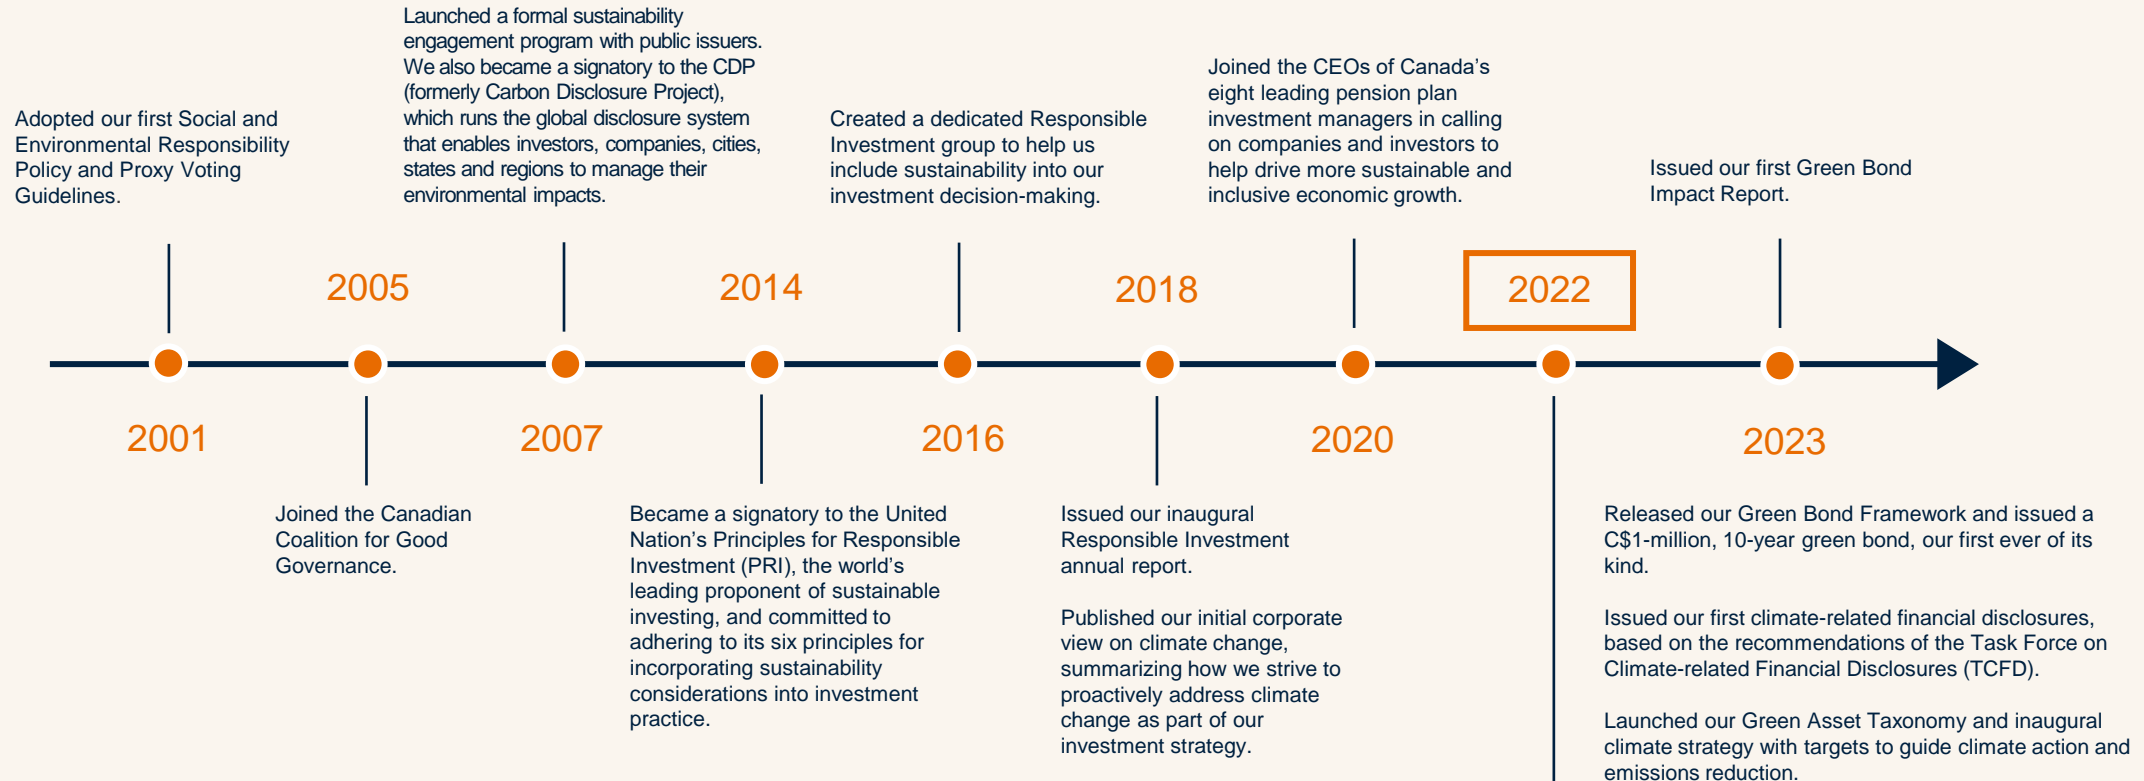 Adopted our first Social and
Environmental Responsibility
Policy and Proxy Voting
Guidelines.
2001
2005
Joined the Canadian
Coalition for Good
Governance.
Launched a formal sustainability
engagement program with public issuers.
We also became a signatory to the CDP
(formerly Carbon Disclosure Project),
which runs the global disclosure system
that enables investors, companies, cities,
states and regions to manage their
environmental impacts.
2007
2014
Became a signatory to the United
Nation’s Principles for Responsible
Investment (PRI), the world’s
leading proponent of sustainable
investing, and committed to
adhering to its six principles for
incorporating sustainability
considerations into investment
practice.
Created a dedicated Responsible
Investment group to help us
include sustainability into our
investment decision-making.
2016
2018
Issued our inaugural
Responsible Investment
annual report.
Published our initial corporate
view on climate change,
summarizing how we strive to
proactively address climate
change as part of our
investment strategy.
Joined the CEOs of Canada’s
eight leading pension plan
investment managers in calling
on companies and investors to
help drive more sustainable and
inclusive economic growth.
2020
2022
Released our Green Bond Framework and issued a
C$1-million, 10-year green bond, our first ever of its
kind.
Issued our first climate-related financial disclosures,
based on the recommendations of the Task Force on
Climate-related Financial Disclosures (TCFD).
Launched our Green Asset Taxonomy and inaugural
climate strategy with targets to guide climate action and
emissions reduction.
Issued our first Green Bond
Impact Report.
2023